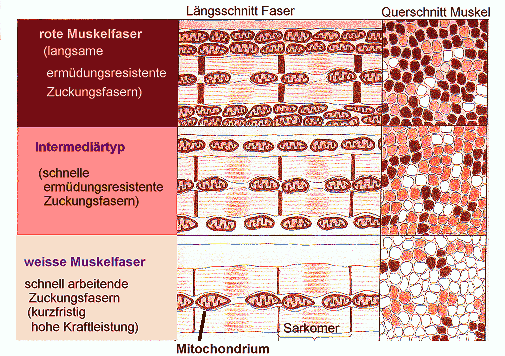 Längsschnitt Faser
Querschnitt Muskel
rote Muskelfaser
(langsame
ermüdungsresistente
Zuckungsfasern)
Intermediärtyp
(schnelle
ermüdungsresistente
Zuckungsfasern)
weisse Muskelfaser
schnell arbeitende
Zuckungsfasern
(kurzfristig
hohe Kraftleistung)
Sarkomer
Mitochondrium